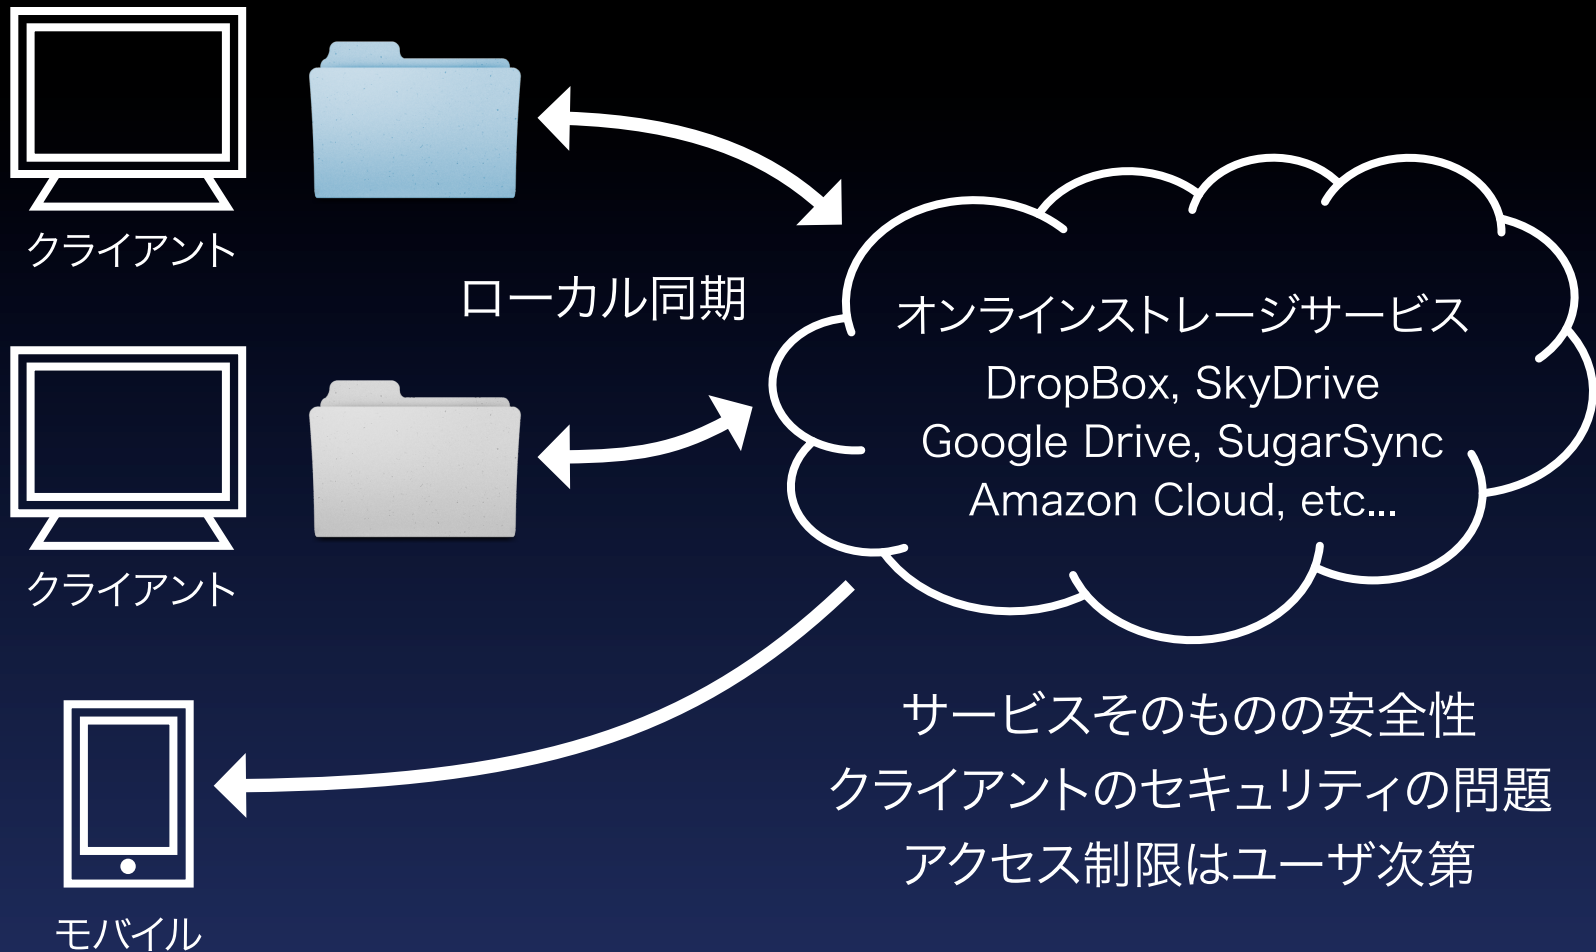 クライアント
ローカル同期
クライアント
モバイル
オンラインストレージサービス
DropBox, SkyDrive
Google Drive, SugarSync
Amazon Cloud, etc...
サービスそのものの安全性
クライアントのセキュリティの問題
アクセス制限はユーザ次第